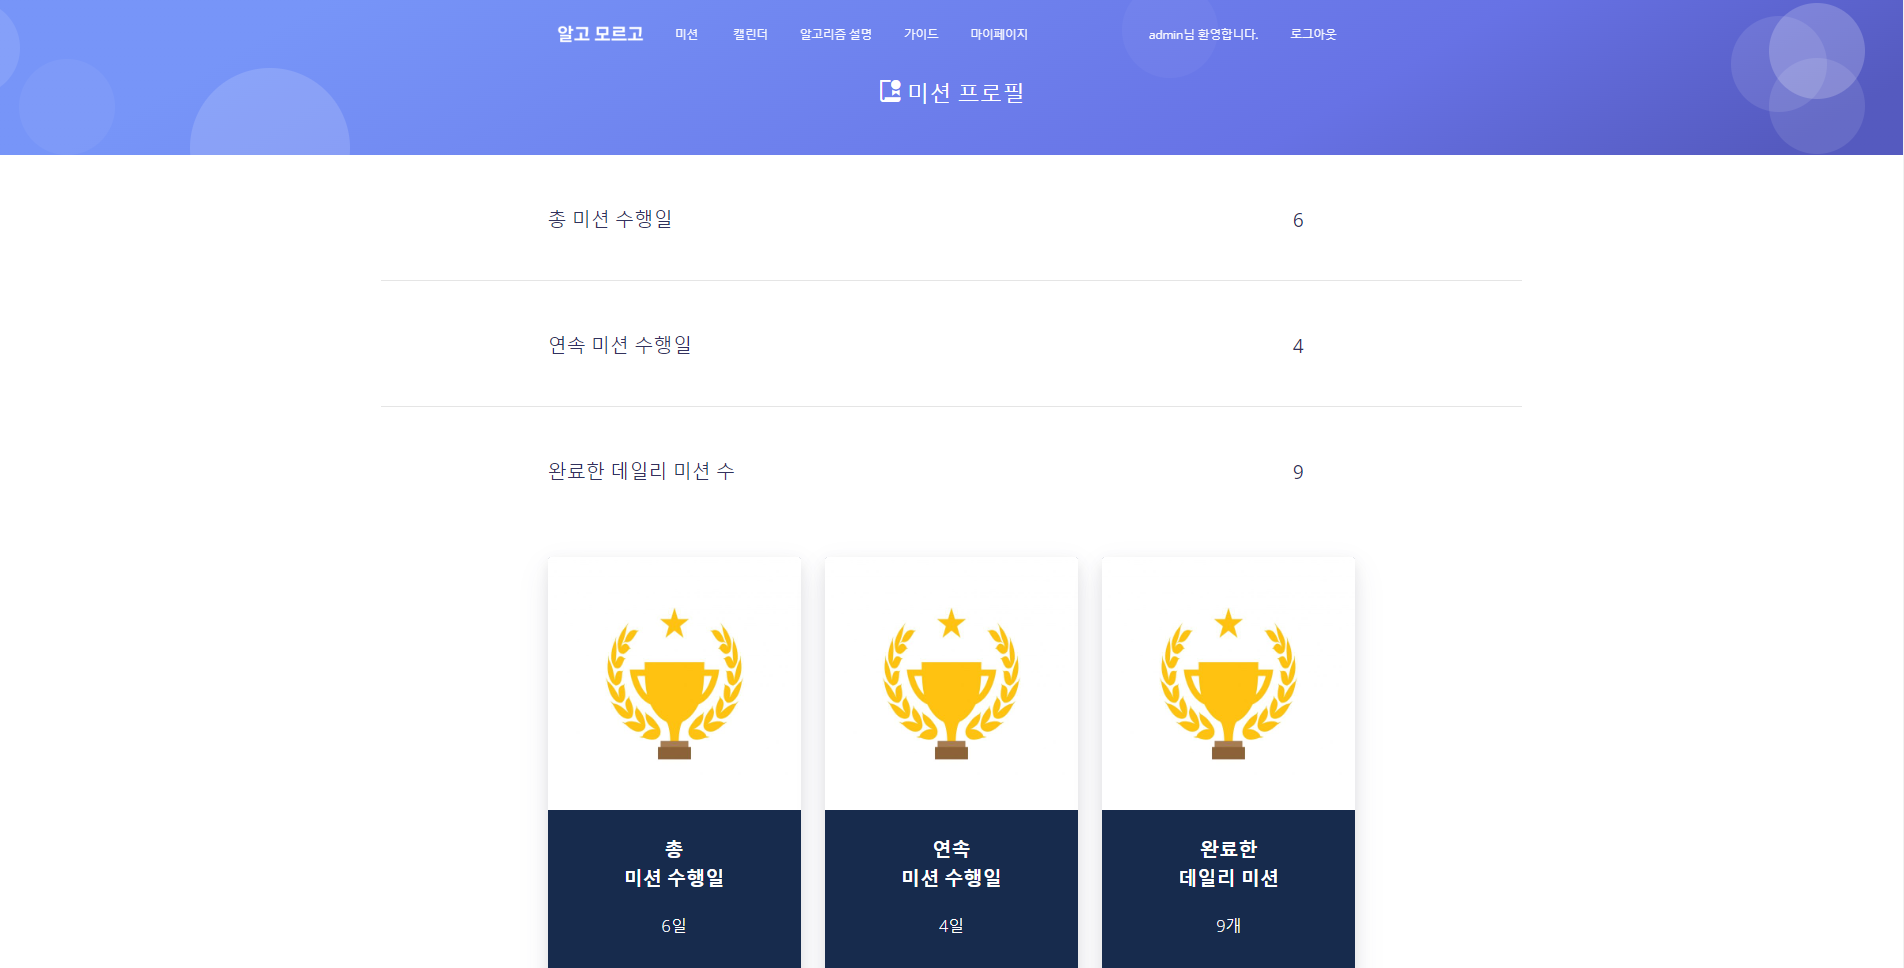 알고 모르고 미션 캘린더 알고리즘 설명 가이드 마이페이지 admin님 환영합니다. 로그아웃
미션 프로필
총 미션 수행일 6
연속 미션 수행일 4
완료한 데일리 미션 수 9
총
미션 수행일
6일
연속
미션 수행일
4일
완료한
데일리 미션
9개